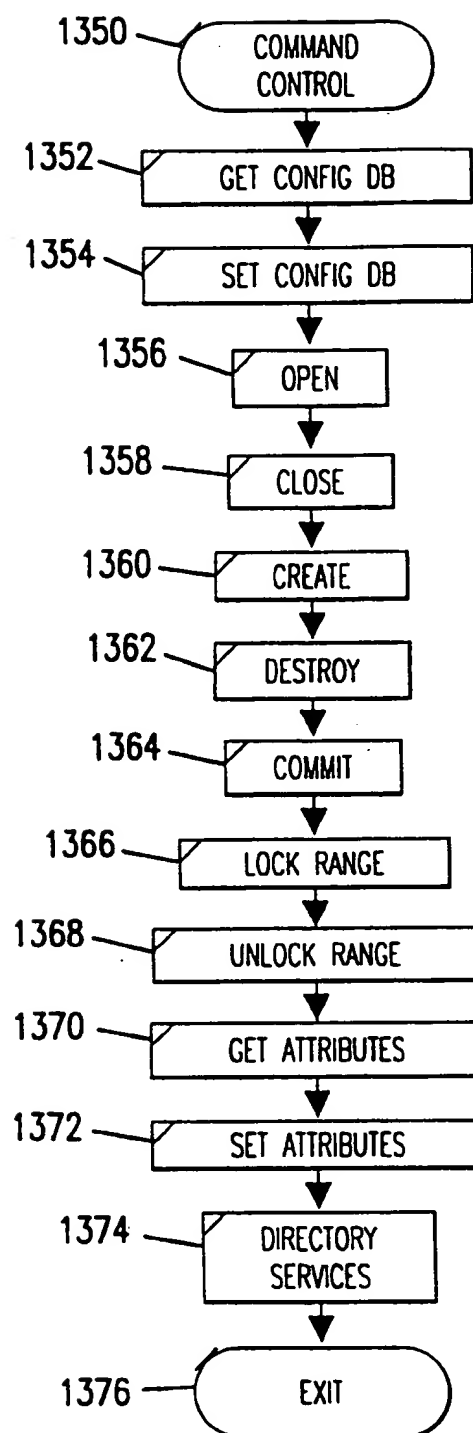 1350
COMMAND
CONTROL
1352
GET CONFIG DB
1354
SET CONFIG DB
1356
OPEN
1358
CLOSE
1360
CREATE
1362
DESTROY
1364
COMMIT
1366
LOCK RANGE
1368
UNLOCK RANGE
1370
GET ATTRIBUTES
1372
SET ATTRIBUTES
1374
DIRECTORY
SERVICES
1376
EXIT